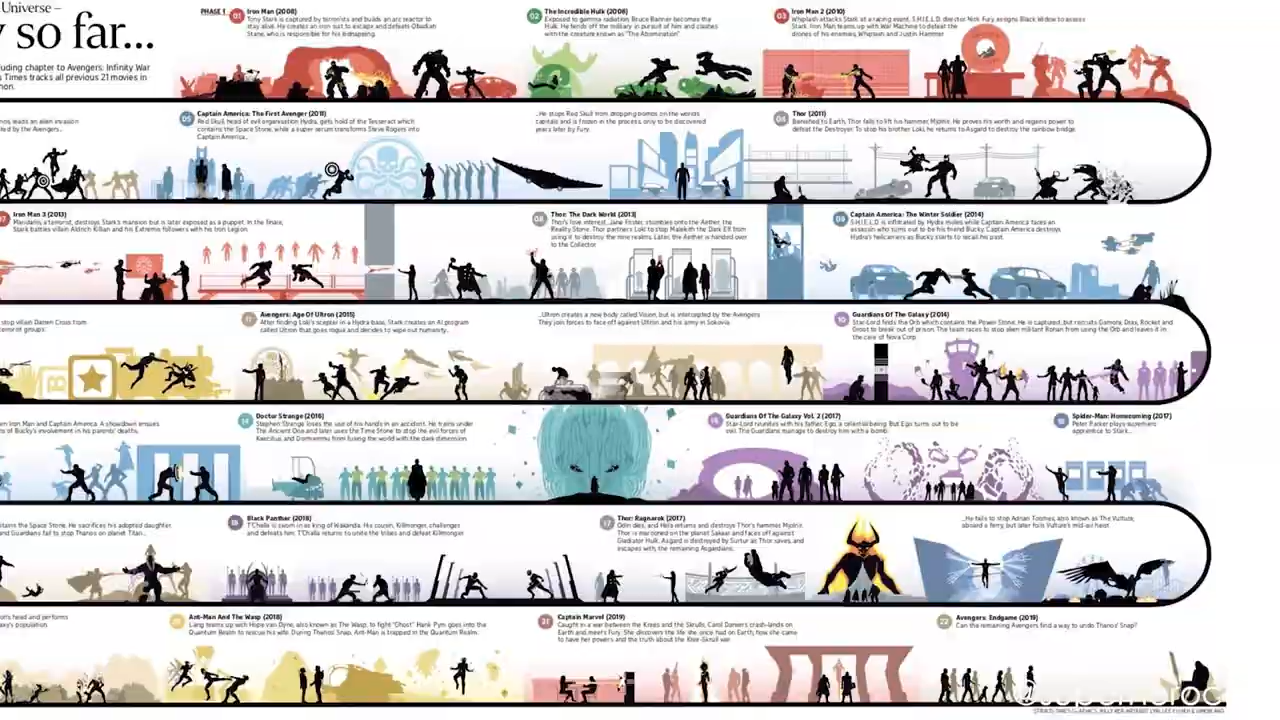 Universe –
y so far...
luding chapter to Avengers: Infinity War
s Times tracks all previous 21 movies in
non.
PHASE 1
01 Iron Man (2008)
Tony Stark is captured by terrorists and builds an arc reactor to
stay alive. He creates an iron suit to escape and defeats Obadiah
Stane, who is responsible for his kidnapping.
02 The Incredible Hulk (2008)
Exposed to gamma radiation, Bruce Banner becomes the
Hulk. He fends off the military in pursuit of him and clashes
with the creature known as "The Abomination"
03 Iron Man 2 (2010)
Whiplash attacks Stark at a racing event. S.H.I.E.L.D. director Nick Fury assigns Black Widow to assess
Stark. Iron Man teams up with War Machine to defeat the
drones of his enemies, Whiplash and Justin Hammer
nos, leads an alien invasion
ted by the Avengers...
05 Captain America: The First Avenger (2011)
Red Skull, head of evil organisation Hydra, gets hold of the Tesseract which
contains the Space Stone, while a super serum transforms Steve Rogers into
Captain America...
...He stops Red Skull from dropping bombs on the world's
capitals and is frozen in the process, only to be discovered
years later by Fury.
04 Thor (2011)
Banished to Earth, Thor fails to lift his hammer, Mjolnir. He proves his worth and regains power to
defeat the Destroyer. To stop his brother Loki, he returns to Asgard to destroy the rainbow bridge.
07 Iron Man 3 (2013)
Mandarin, a terrorist, destroys Stark's mansion but is later exposed as a puppet. In the finale,
Stark battles villain Aldrich Killian and his Extremis followers with his Iron Legion.
08 Thor: The Dark World (2013)
Thor's love interest, Jane Foster, stumbles onto the Aether, the
Reality Stone. Thor partners Loki to stop Malekith the Dark Elf from
using it to destroy the nine realms. Later, the Aether is handed over
to the Collector.
09 Captain America: The Winter Soldier (2014)
S.H.I.E.L.D. is infiltrated by Hydra moles while Captain America faces an
assassin who turns out to be his friend Bucky. Captain America destroys
Hydra's helicarriers as Bucky starts to recall his past.
stop villain Darren Cross from
terrorist groups.
11 Avengers: Age Of Ultron (2015)
After finding Loki's scepter in a Hydra base, Stark creates an AI program
called Ultron that goes rogue and decides to wipe out humanity...
...Ultron creates a new body called Vision, but is intercepted by the Avengers
They join forces to face off against Ultron and his army in Sokovia.
10 Guardians Of The Galaxy (2014)
Star-Lord finds the Orb which contains the Power Stone. He is captured, but recruits Gamora, Drax, Rocket and
Groot to break out of prison. The team races to stop alien militant Ronan from using the Orb and leaves it in
the care of Nova Corp
en Iron Man and Captain America. A showdown ensues
ns of Bucky's involvement in his parents' deaths.
14 Doctor Strange (2016)
Stephen Strange loses the use of his hands in an accident. He trains under
The Ancient One and later uses the Time Stone to stop the evil forces of
Kaecilius and Dormammu from fusing the world with the dark dimension.
15 Guardians Of The Galaxy Vol. 2 (2017)
Star-Lord reunites with his father, Ego, a celestial being. But Ego turns out to be
evil. The Guardians manage to destroy him with a bomb.
Spider-Man: Homecoming (2017)
Peter Parker plays superhero
apprentice to Stark...
tains the Space Stone. He sacrifices his adopted daughter
and Guardians fail to stop Thanos on planet Titan...
18 Black Panther (2018)
T'Challa is sworn in as king of Wakanda. His cousin, Killmonger, challenges
and defeats him. T'Challa returns to unite the tribes and defeat Killmonger
17 Thor: Ragnarok (2017)
Odin dies, and Hela returns and destroys Thor's hammer, Mjolnir.
Thor is marooned on the planet Sakaar and faces off against
Gladiator Hulk. Asgard is destroyed by Surtur as Thor saves, and
escapes with the remaining Asgardians.
...He fails to stop Adrian Toomes, also known as The Vulture,
aboard a ferry, but later foils Vulture's mid-air heist
on's head and performs
axy's population.
20 Ant-Man And The Wasp (2018)
Lang teams up with Hope van Dyne, also known as The Wasp, to fight "Ghost" Hank Pym goes into the
Quantum Realm to rescue his wife. During Thanos' Snap, Ant-Man is trapped in the Quantum Realm.
21 Captain Marvel (2019)
Caught in a war between the Krees and the Skrulls, Carol Danvers crash-lands on
Earth and meets Fury. She discovers the life she once had on Earth, how she came
to have her powers and the truth about the Kree-Skrull war
22 Avengers: Endgame (2019)
Can the remaining Avengers find a way to undo Thanos' Snap?